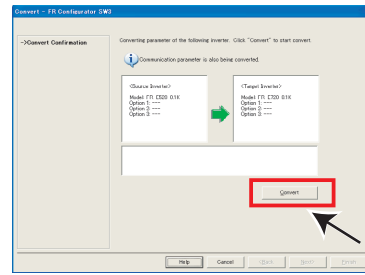 Convert - FR Configurator SW3
->Convert Confirmation
Converting parameter of the following inverter. Click "Convert" to start convert.
Communication parameter is also being converted.
<Source Inverter>
Model: FR E520 0.1K
Option 1: ---
Option 2: ---
Option 3: ---
<Target Inverter>
Model: FR E720 0.1K
Option 1: ---
Option 2: ---
Option 3: ---
Convert
Help
Cancel
<Back
Next>
Finish